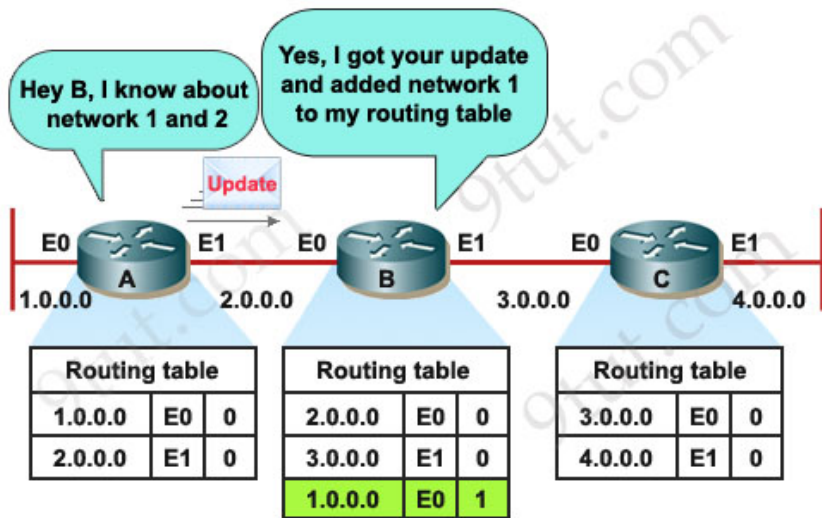 Hey B, I know about
network 1 and 2
Yes, I got your update
and added network 1
to my routing table
Update
E0
E1
E0
E1
E0
E1
A
B
C
1.0.0.0
2.0.0.0
3.0.0.0
4.0.0.0
Routing table
1.0.0.0 E0 0
2.0.0.0 E1 0
Routing table
2.0.0.0 E0 0
3.0.0.0 E1 0
1.0.0.0 E0 1
Routing table
3.0.0.0 E0 0
4.0.0.0 E1 0
9tut.com
9tut.com
9tut.com